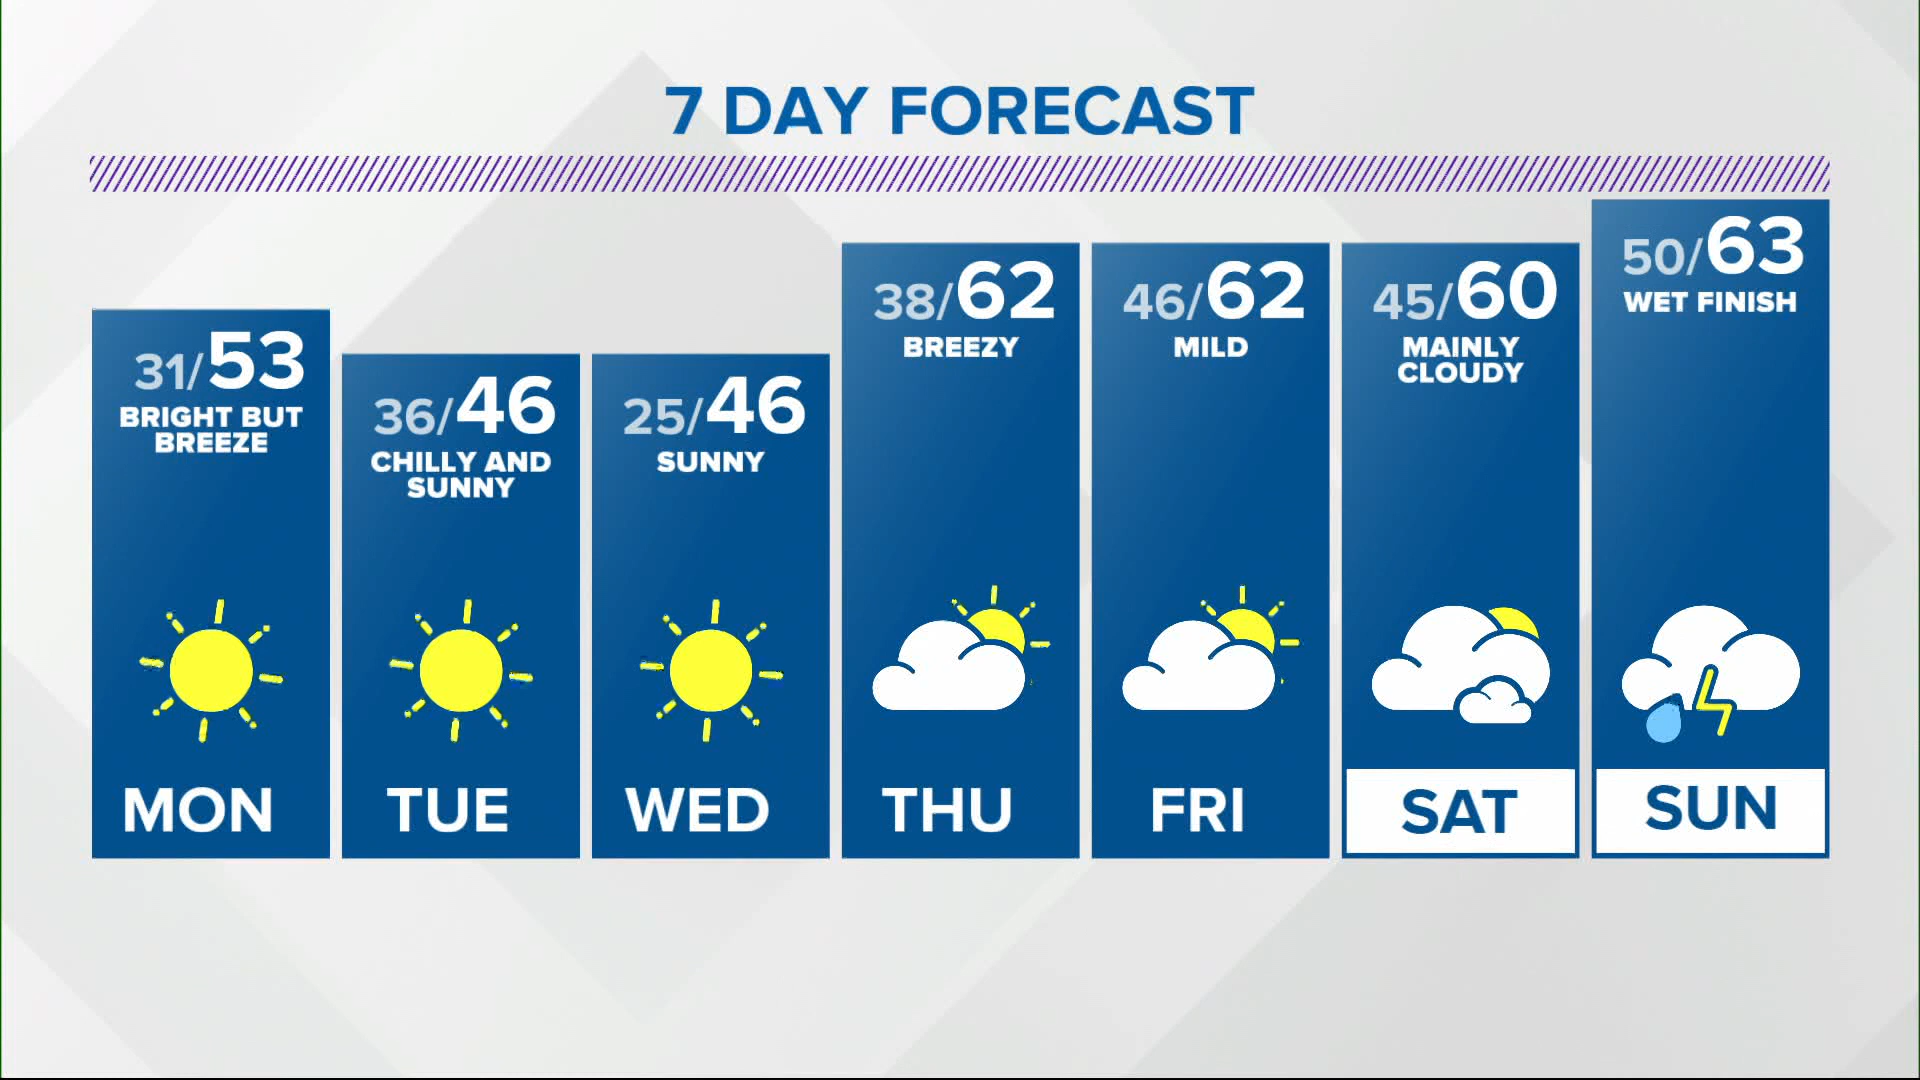 7 DAY FORECAST
31/53
BRIGHT BUT
BREEZE
MON
36/46
CHILLY AND
SUNNY
TUE
25/46
SUNNY
WED
38/62
BREEZY
THU
46/62
MILD
FRI
45/60
MAINLY
CLOUDY
SAT
50/63
WET FINISH
SUN